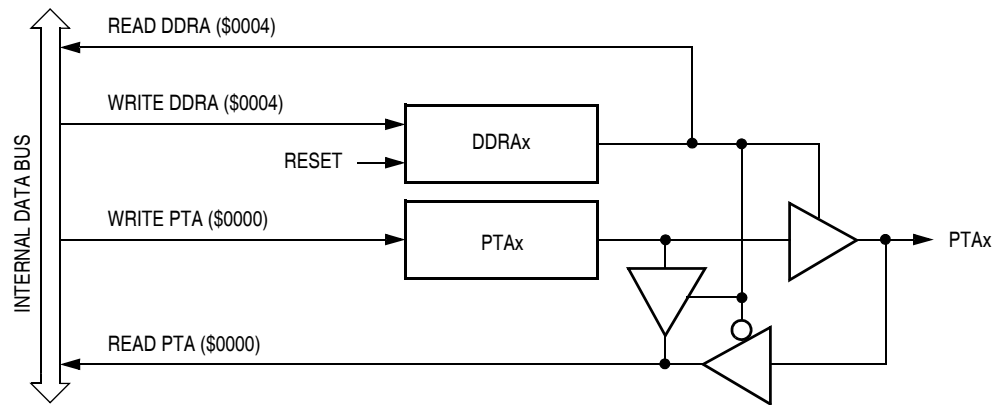 READ DDRA ($0004)
WRITE DDRA ($0004)
DDRAx
RESET
INTERNAL DATA BUS
WRITE PTA ($0000)
PTAx
PTAx
READ PTA ($0000)